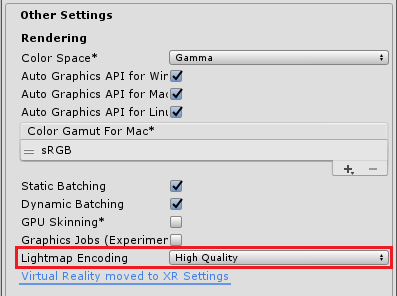 Other Settings
Rendering
Color Space* Gamma
Auto Graphics API for Win
Auto Graphics API for Mac
Auto Graphics API for Linu
Color Gamut For Mac*
= sRGB
+ −
Static Batching
Dynamic Batching
GPU Skinning*
Graphics Jobs (Experimen
Lightmap Encoding High Quality
Virtual Reality moved to XR Settings